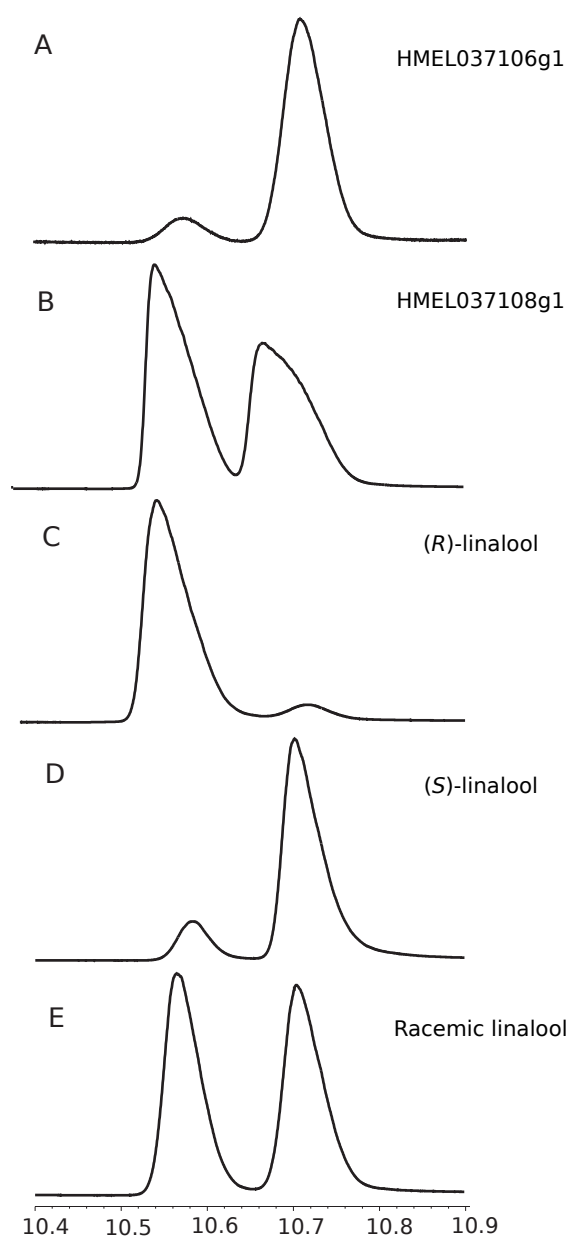 A
HMEL037106g1
B
HMEL037108g1
C
(R)-linalool
D
(S)-linalool
E
Racemic linalool
10.4 10.5 10.6 10.7 10.8 10.9